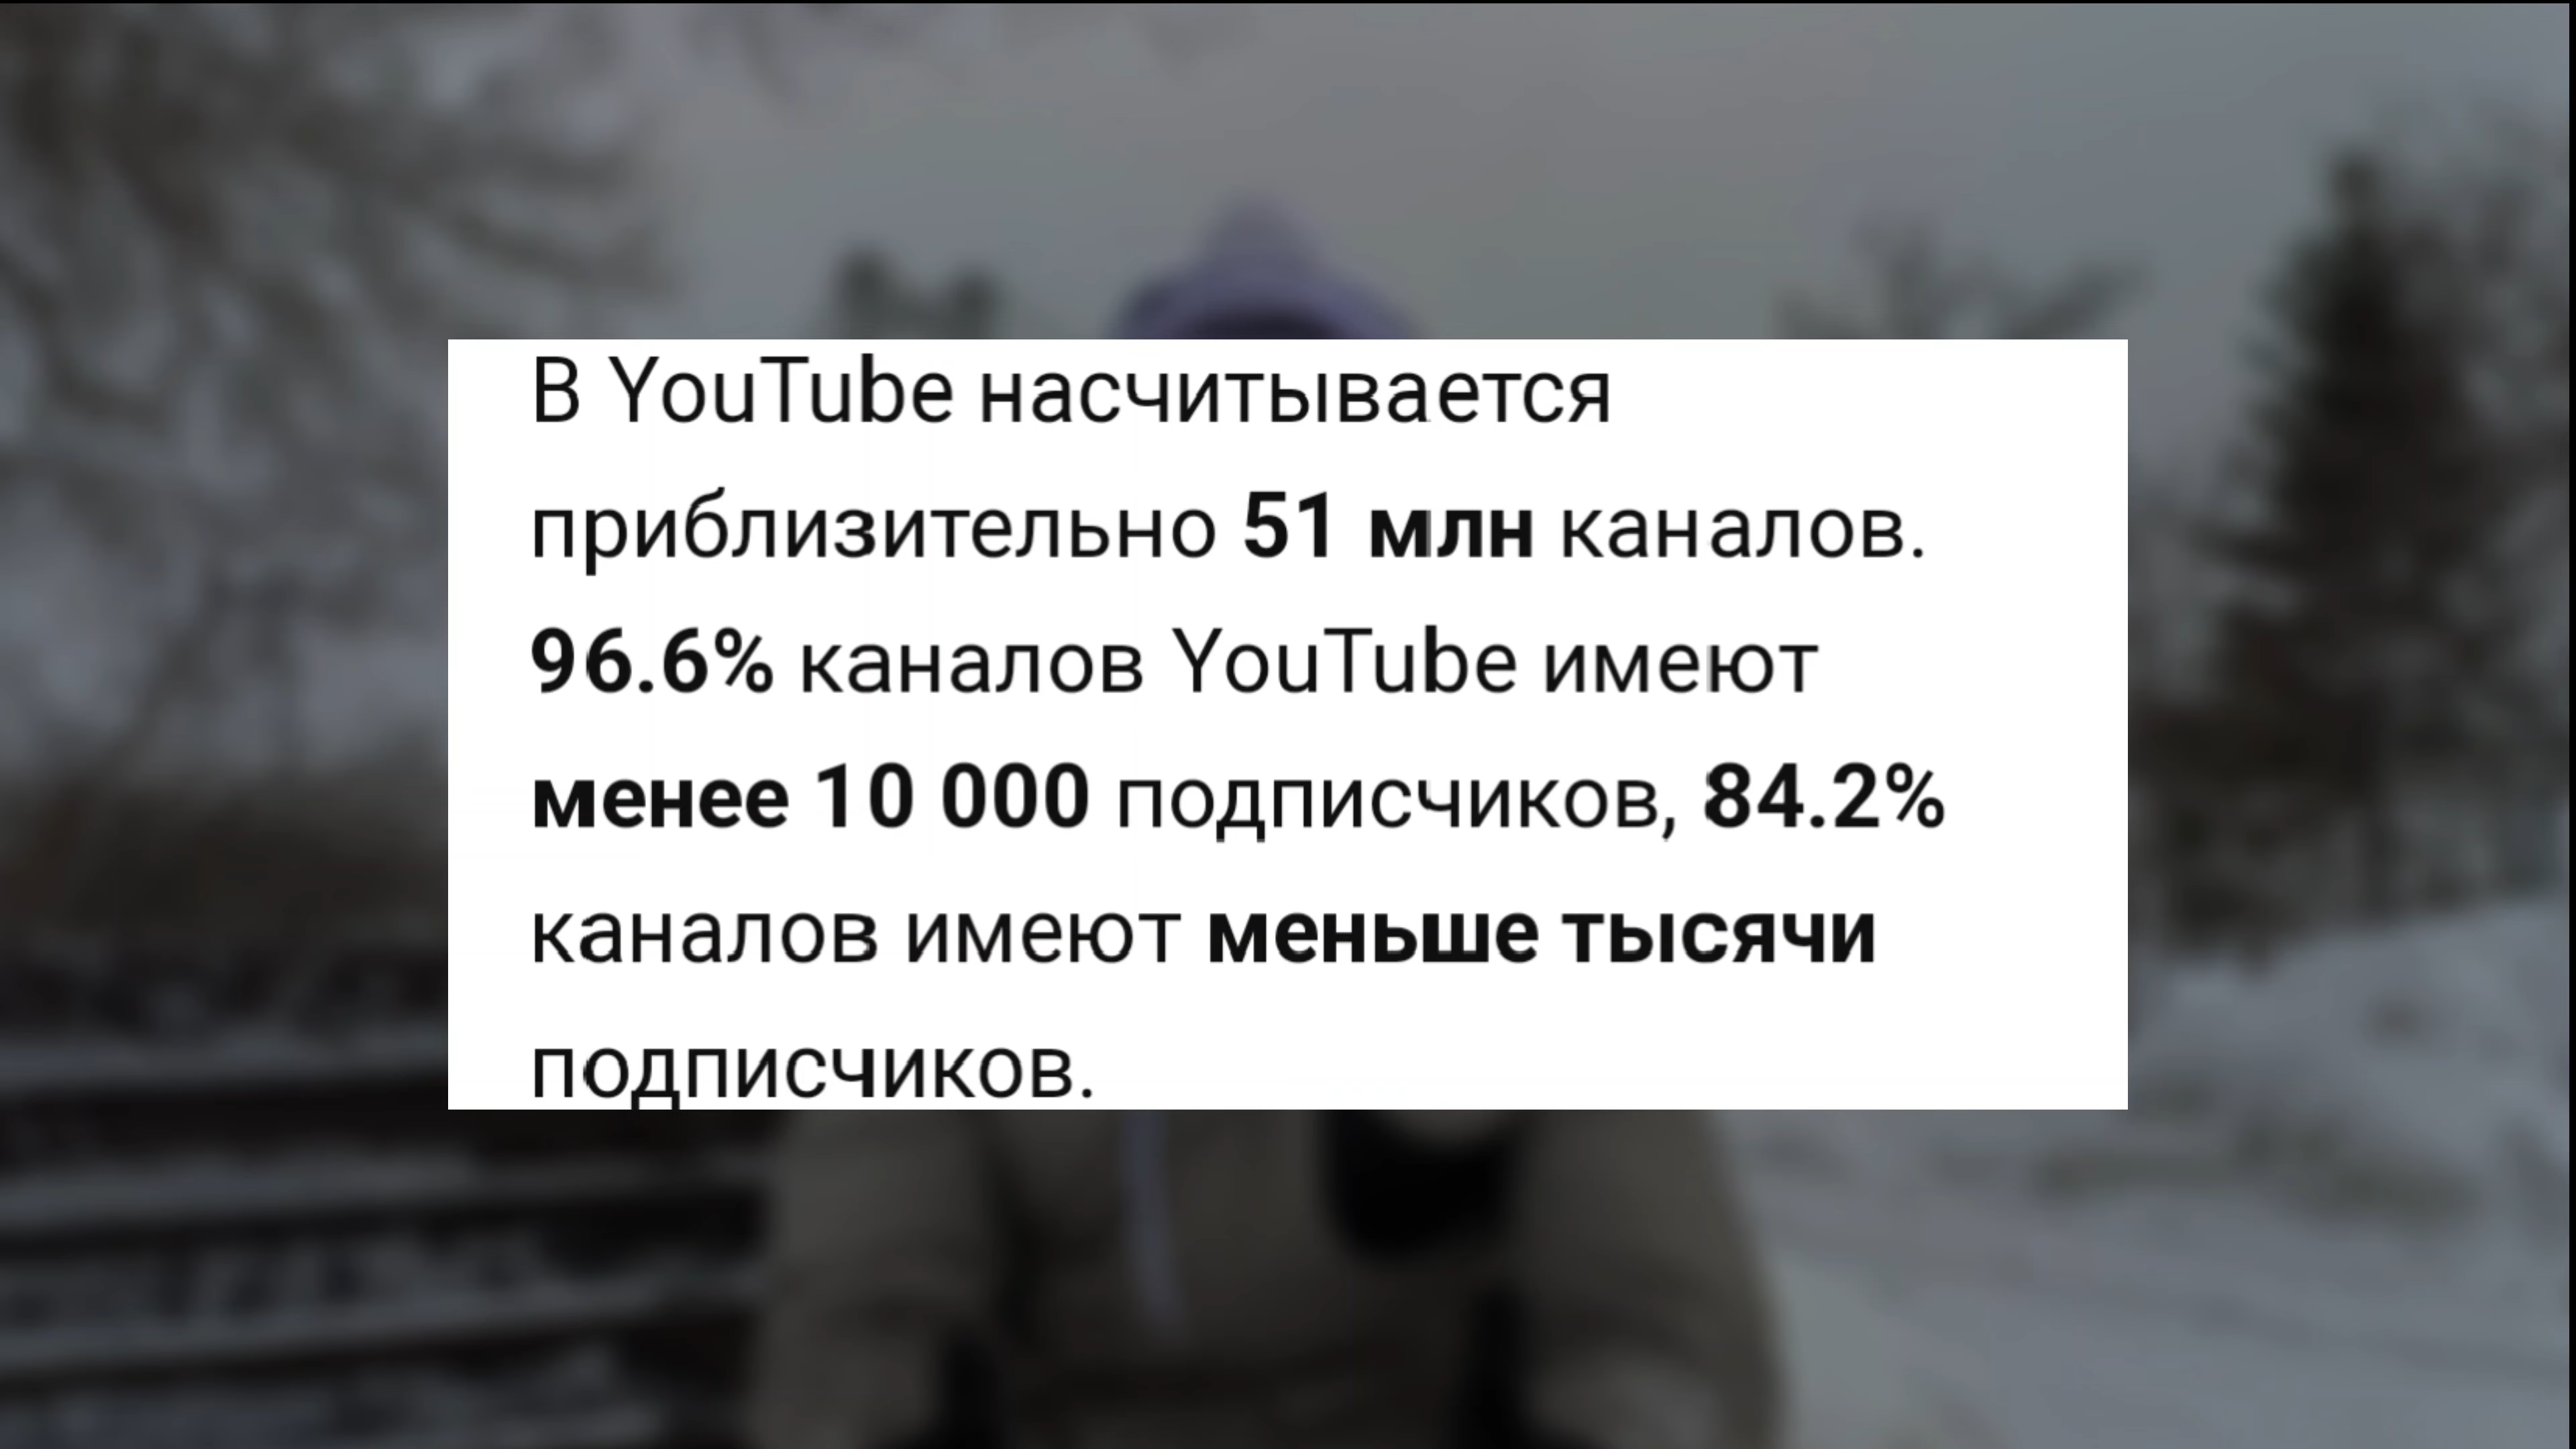 В YouTube насчитывается
приблизительно 51 млн каналов.
96.6% каналов YouTube имеют
менее 10 000 подписчиков, 84.2%
каналов имеют меньше тысячи
подписчиков.